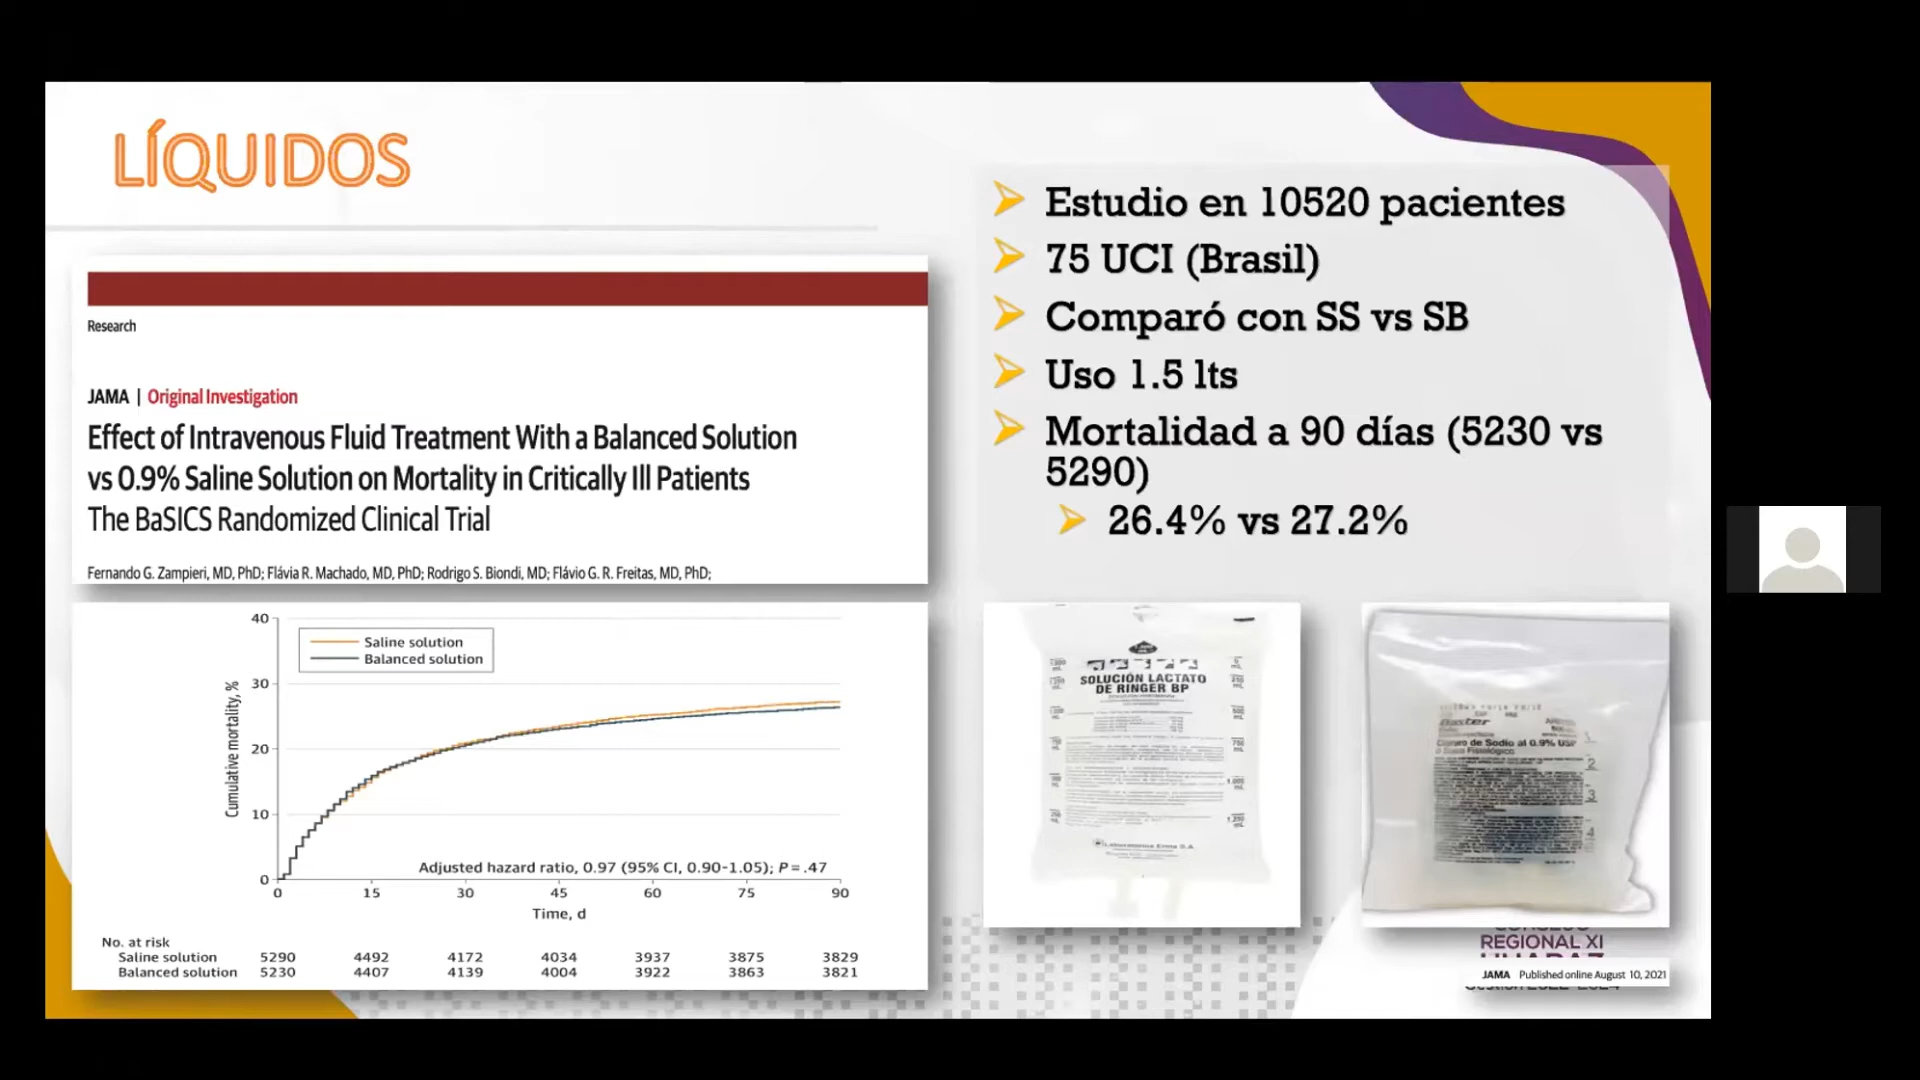 LÍQUIDOS
Research
JAMA | Original Investigation
Effect of Intravenous Fluid Treatment With a Balanced Solution
vs 0.9% Saline Solution on Mortality in Critically Ill Patients
The BaSICS Randomized Clinical Trial
Fernando G. Zampieri, MD, PhD; Flávia R. Machado, MD, PhD; Rodrigo S. Biondi, MD; Flávio G. R. Freitas, MD, PhD;
Estudio en 10520 pacientes
75 UCI (Brasil)
Comparó con SS vs SB
Uso 1.5 lts
Mortalidad a 90 días (5230 vs
5290)
26.4% vs 27.2%
Saline solution
Balanced solution
Cumulative mortality, %
40
30
20
10
0
Adjusted hazard ratio, 0.97 (95% CI, 0.90-1.05); P = .47
0 15 30 45 60 75 90
Time, d
No. at risk
Saline solution 5290 4492 4172 4034 3937 3875 3829
Balanced solution 5230 4407 4139 4004 3922 3863 3821
SOLUCIÓN LACTATO
DE RINGER BP
Baxter
Cloruro de Sodio al 0.9% USP
REGIONAL XI
JAMA Published online August 10, 2021